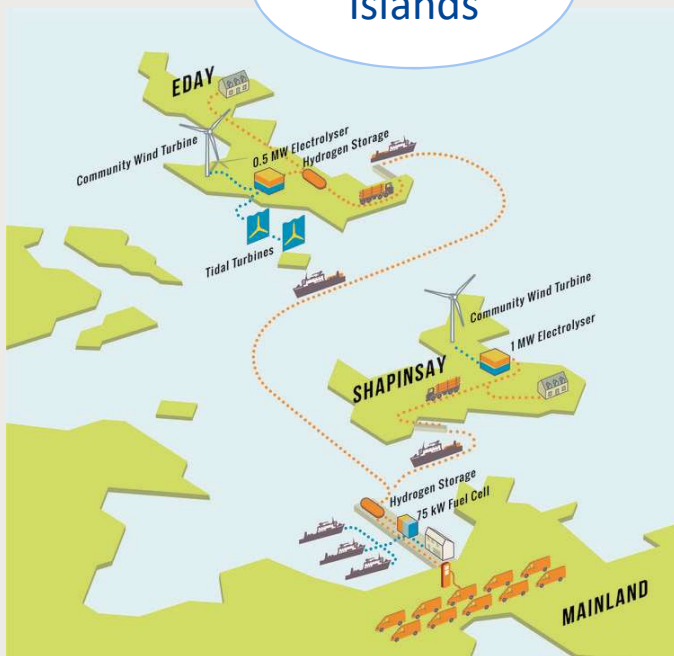 Islands
EDAY
Community Wind Turbine
0.5 MW Electrolyser
Hydrogen Storage
Tidal Turbines
Community Wind Turbine
1 MW Electrolyser
SHAPINSAY
Hydrogen Storage
75 kW Fuel Cell
MAINLAND